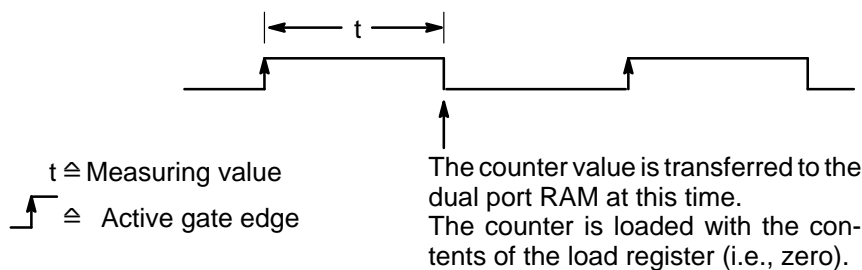 t
t ≙ Measuring value
≙ Active gate edge
The counter value is transferred to the
dual port RAM at this time.
The counter is loaded with the con-
tents of the load register (i.e., zero).